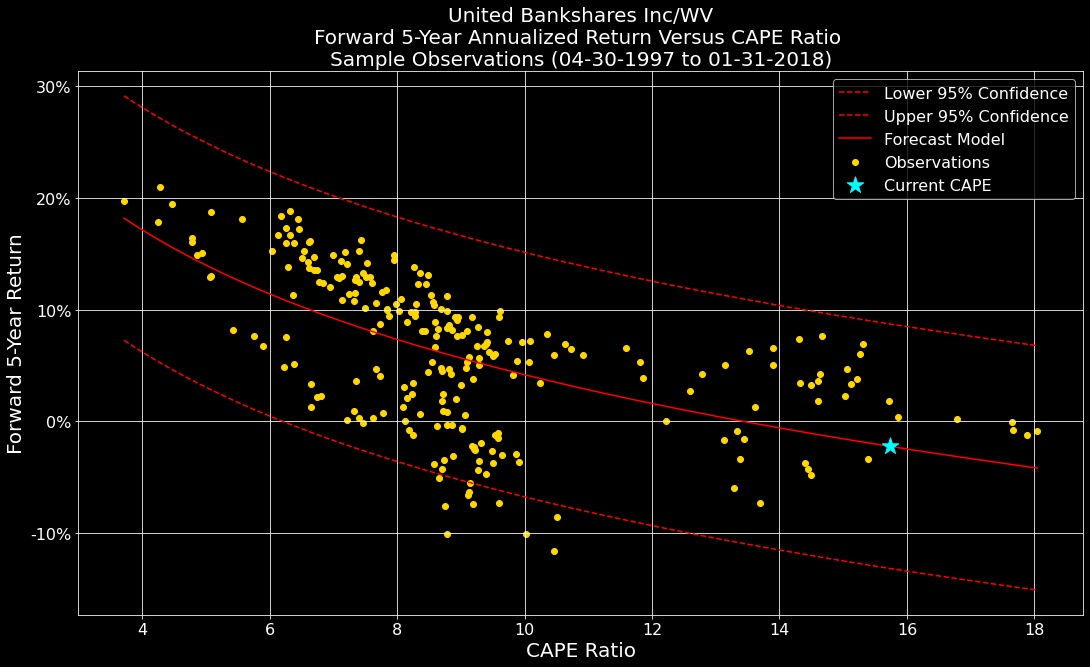 United Bankshares Inc/WV
Forward 5-Year Annualized Return Versus CAPE Ratio
Sample Observations (04-30-1997 to 01-31-2018)
Lower 95% Confidence
Upper 95% Confidence
Forecast Model
Observations
Current CAPE
Forward 5-Year Return
30%
20%
10%
0%
-10%
4 6 8 10 12 14 16 18
CAPE Ratio